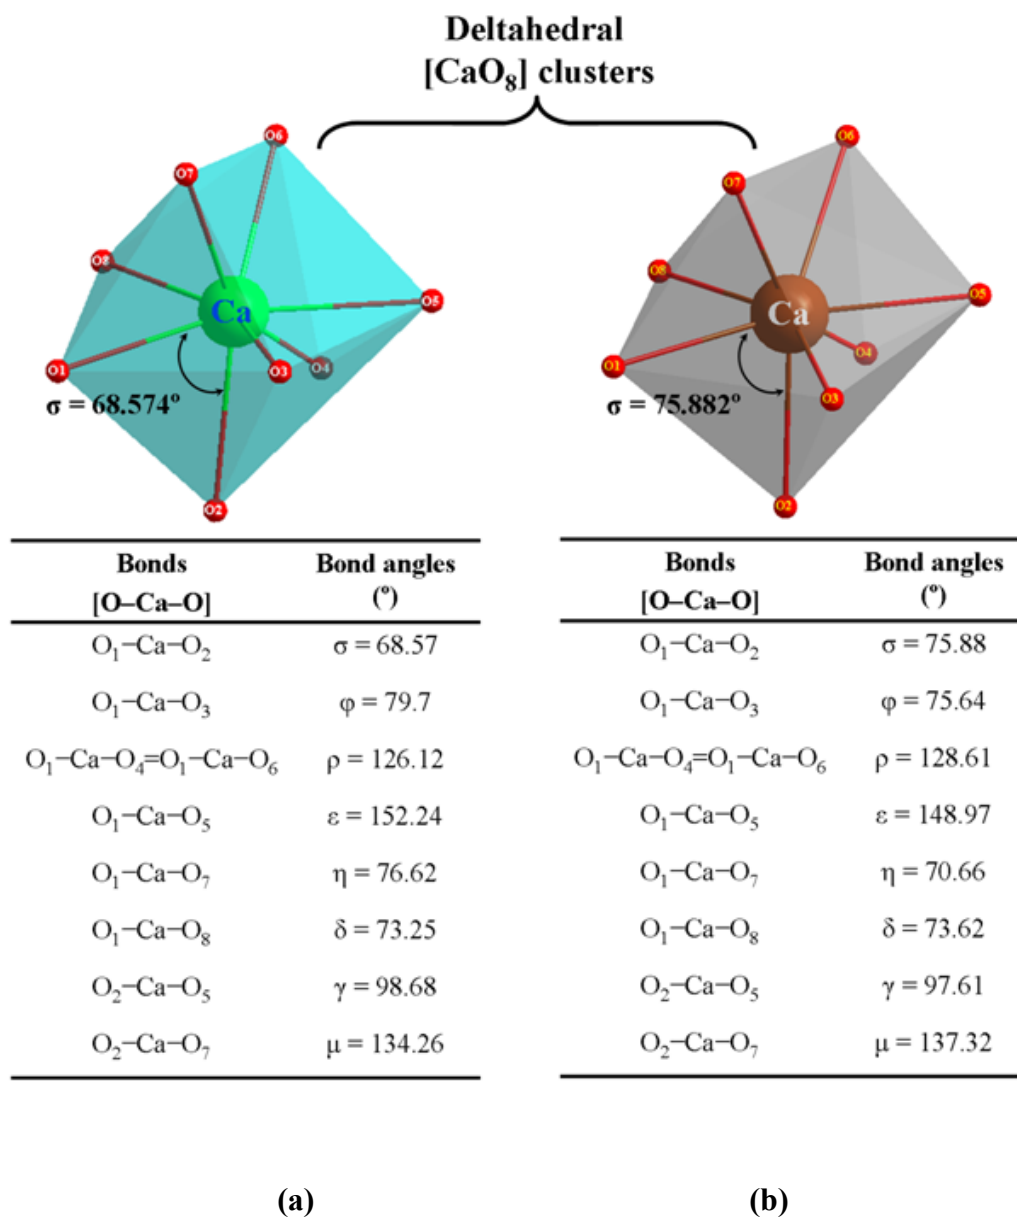 Deltahedral
[CaO₈] clusters
O6
O7
O8
Ca
O5
O1
O3
O4
σ = 68.574º
O2
O6
O7
O8
Ca
O5
O4
O1
O3
σ = 75.882º
O2
Bonds
[O–Ca–O]
Bond angles
(º)
O₁–Ca–O₂ σ = 68.57
O₁–Ca–O₃ φ = 79.7
O₁–Ca–O₄=O₁–Ca–O₆ ρ = 126.12
O₁–Ca–O₅ ε = 152.24
O₁–Ca–O₇ η = 76.62
O₁–Ca–O₈ δ = 73.25
O₂–Ca–O₅ γ = 98.68
O₂–Ca–O₇ μ = 134.26
Bonds
[O–Ca–O]
Bond angles
(º)
O₁–Ca–O₂ σ = 75.88
O₁–Ca–O₃ φ = 75.64
O₁–Ca–O₄=O₁–Ca–O₆ ρ = 128.61
O₁–Ca–O₅ ε = 148.97
O₁–Ca–O₇ η = 70.66
O₁–Ca–O₈ δ = 73.62
O₂–Ca–O₅ γ = 97.61
O₂–Ca–O₇ μ = 137.32
(a)
(b)